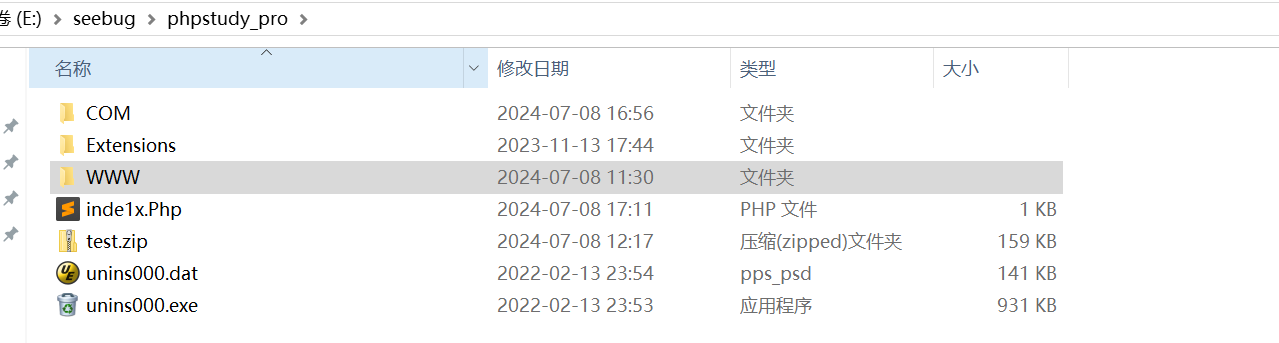 卷 (E:) > seebug > phpstudy_pro >
名称 修改日期 类型 大小
COM 2024-07-08 16:56 文件夹
Extensions 2023-11-13 17:44 文件夹
WWW 2024-07-08 11:30 文件夹
inde1x.Php 2024-07-08 17:11 PHP 文件 1 KB
test.zip 2024-07-08 12:17 压缩(zipped)文件夹 159 KB
unins000.dat 2022-02-13 23:54 pps_psd 141 KB
unins000.exe 2022-02-13 23:53 应用程序 931 KB